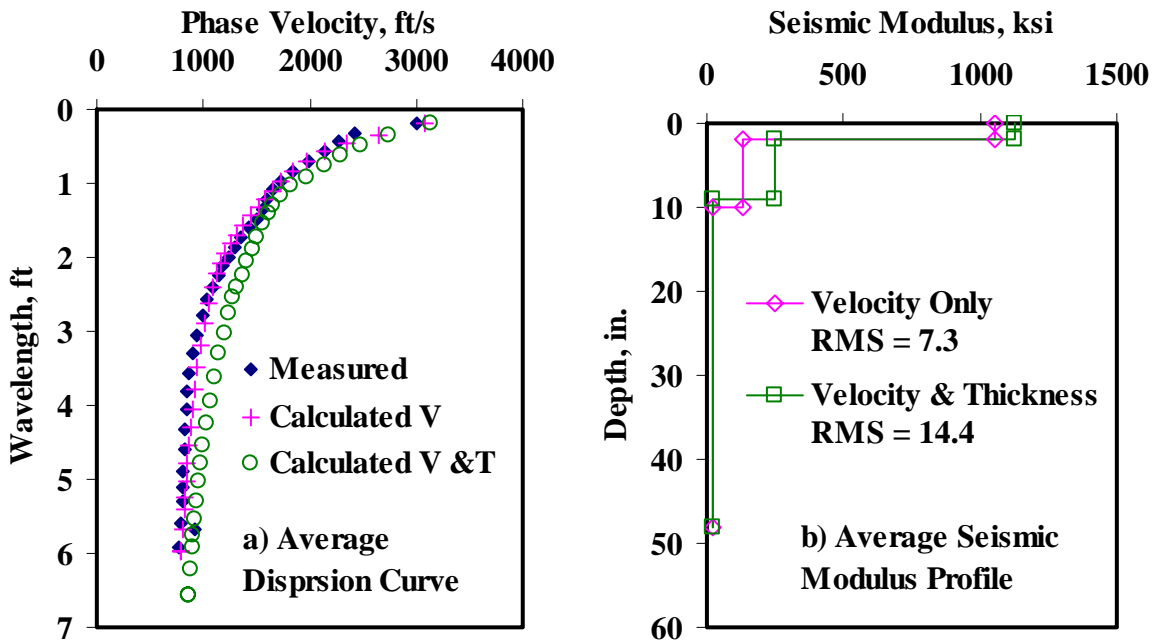 Phase Velocity, ft/s
0 1000 2000 3000 4000
0
1
2
3
4
5
6
7
Wavelength, ft
Measured
Calculated V
Calculated V &T
a) Average
Disprsion Curve
Seismic Modulus, ksi
0 500 1000 1500
0
10
20
30
40
50
60
Depth, in.
Velocity Only
RMS = 7.3
Velocity & Thickness
RMS = 14.4
b) Average Seismic
Modulus Profile